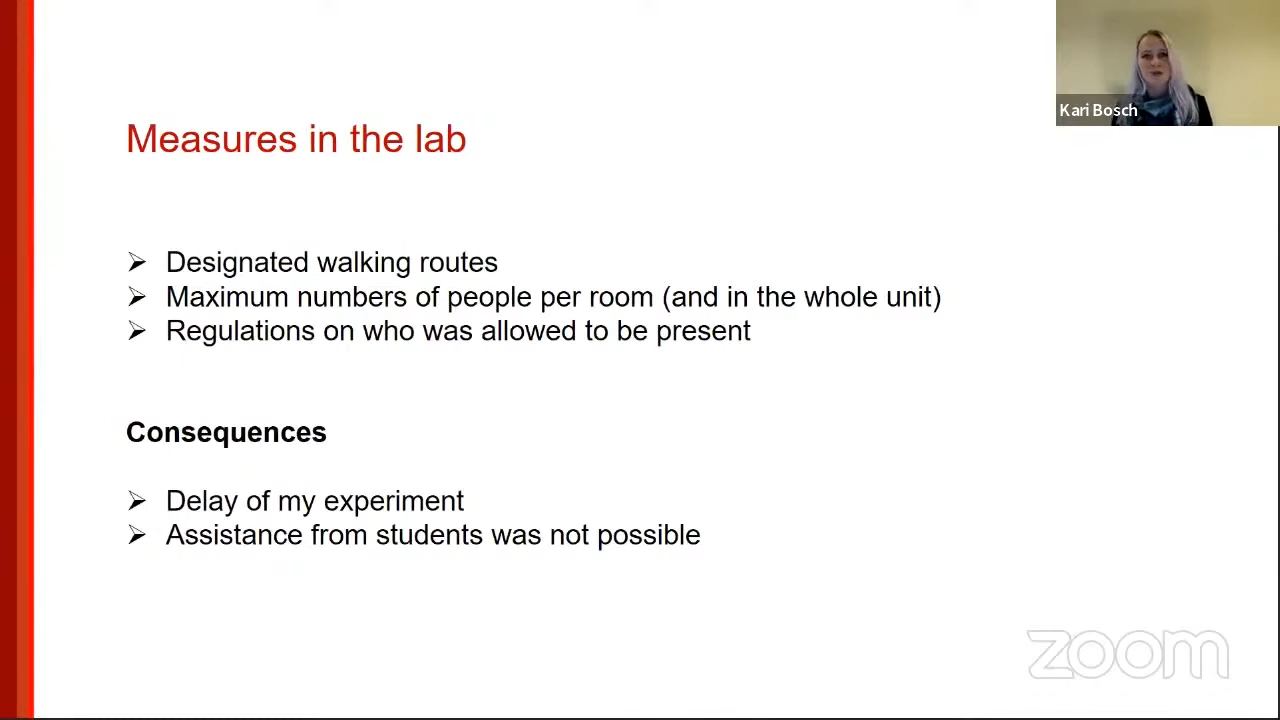 Kari Bosch
Measures in the lab
➢ Designated walking routes
➢ Maximum numbers of people per room (and in the whole unit)
➢ Regulations on who was allowed to be present
Consequences
➢ Delay of my experiment
➢ Assistance from students was not possible
zoom